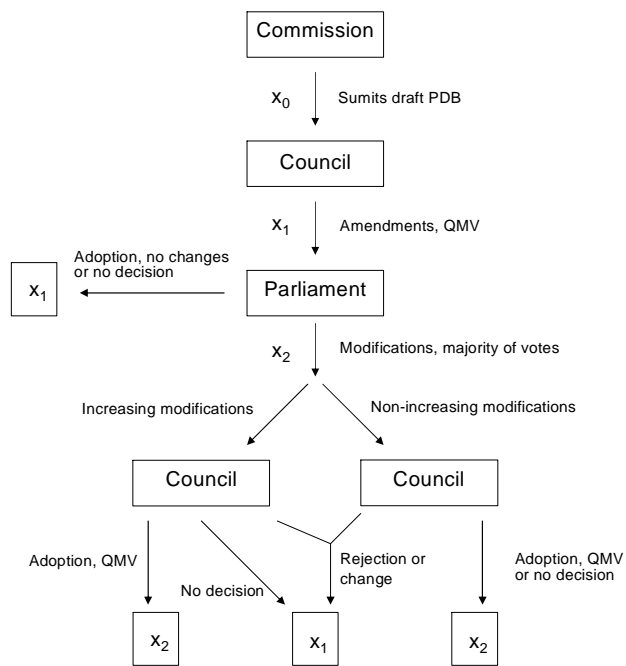 Commission
x0
Sumits draft PDB
Council
x1
Amendments, QMV
Adoption, no changes
or no decision
x1
Parliament
x2
Modifications, majority of votes
Increasing modifications
Non-increasing modifications
Council
Council
Adoption, QMV
No decision
Rejection or
change
Adoption, QMV
or no decision
x2
x1
x2